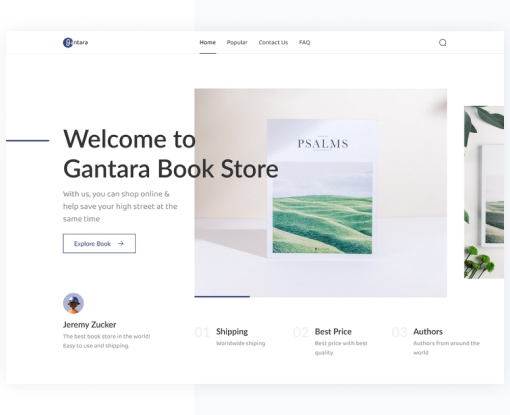 Gantara
Home
Popular
Contact Us
FAQ
Welcome to
Gantara Book Store
With us, you can shop online &
help save your high street at the
same time
Explore Book
PSALMS
Jeremy Zucker
The best book store in the world!
Easy to use and shipping.
01 Shipping
Worldwide shiping
02 Best Price
Best price with best
quality
03 Authors
Authors from around the
world